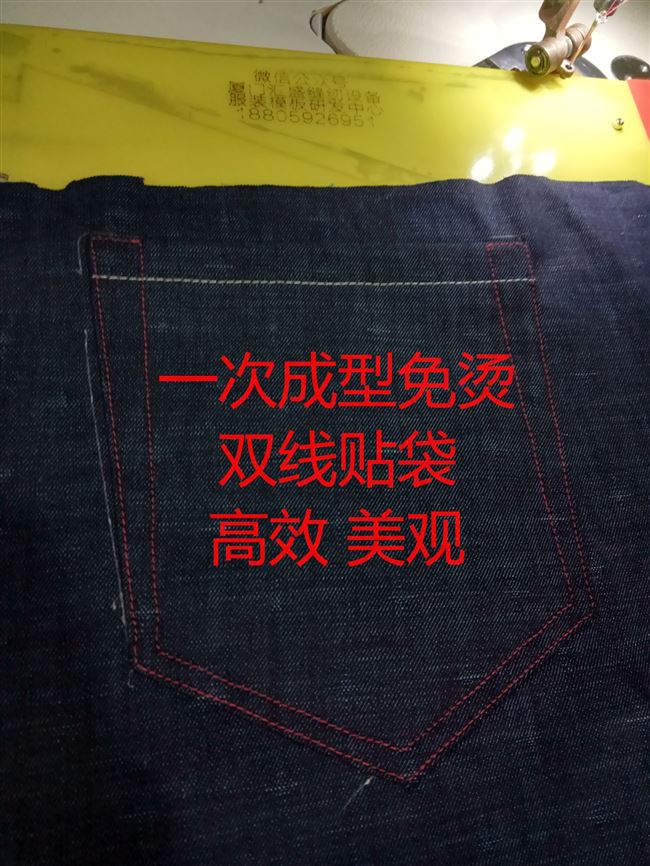 微信公众号
厦门汇盛缝纫设备
服装模板研发中心
18805926951
一次成型免烫
双线贴袋
高效 美观